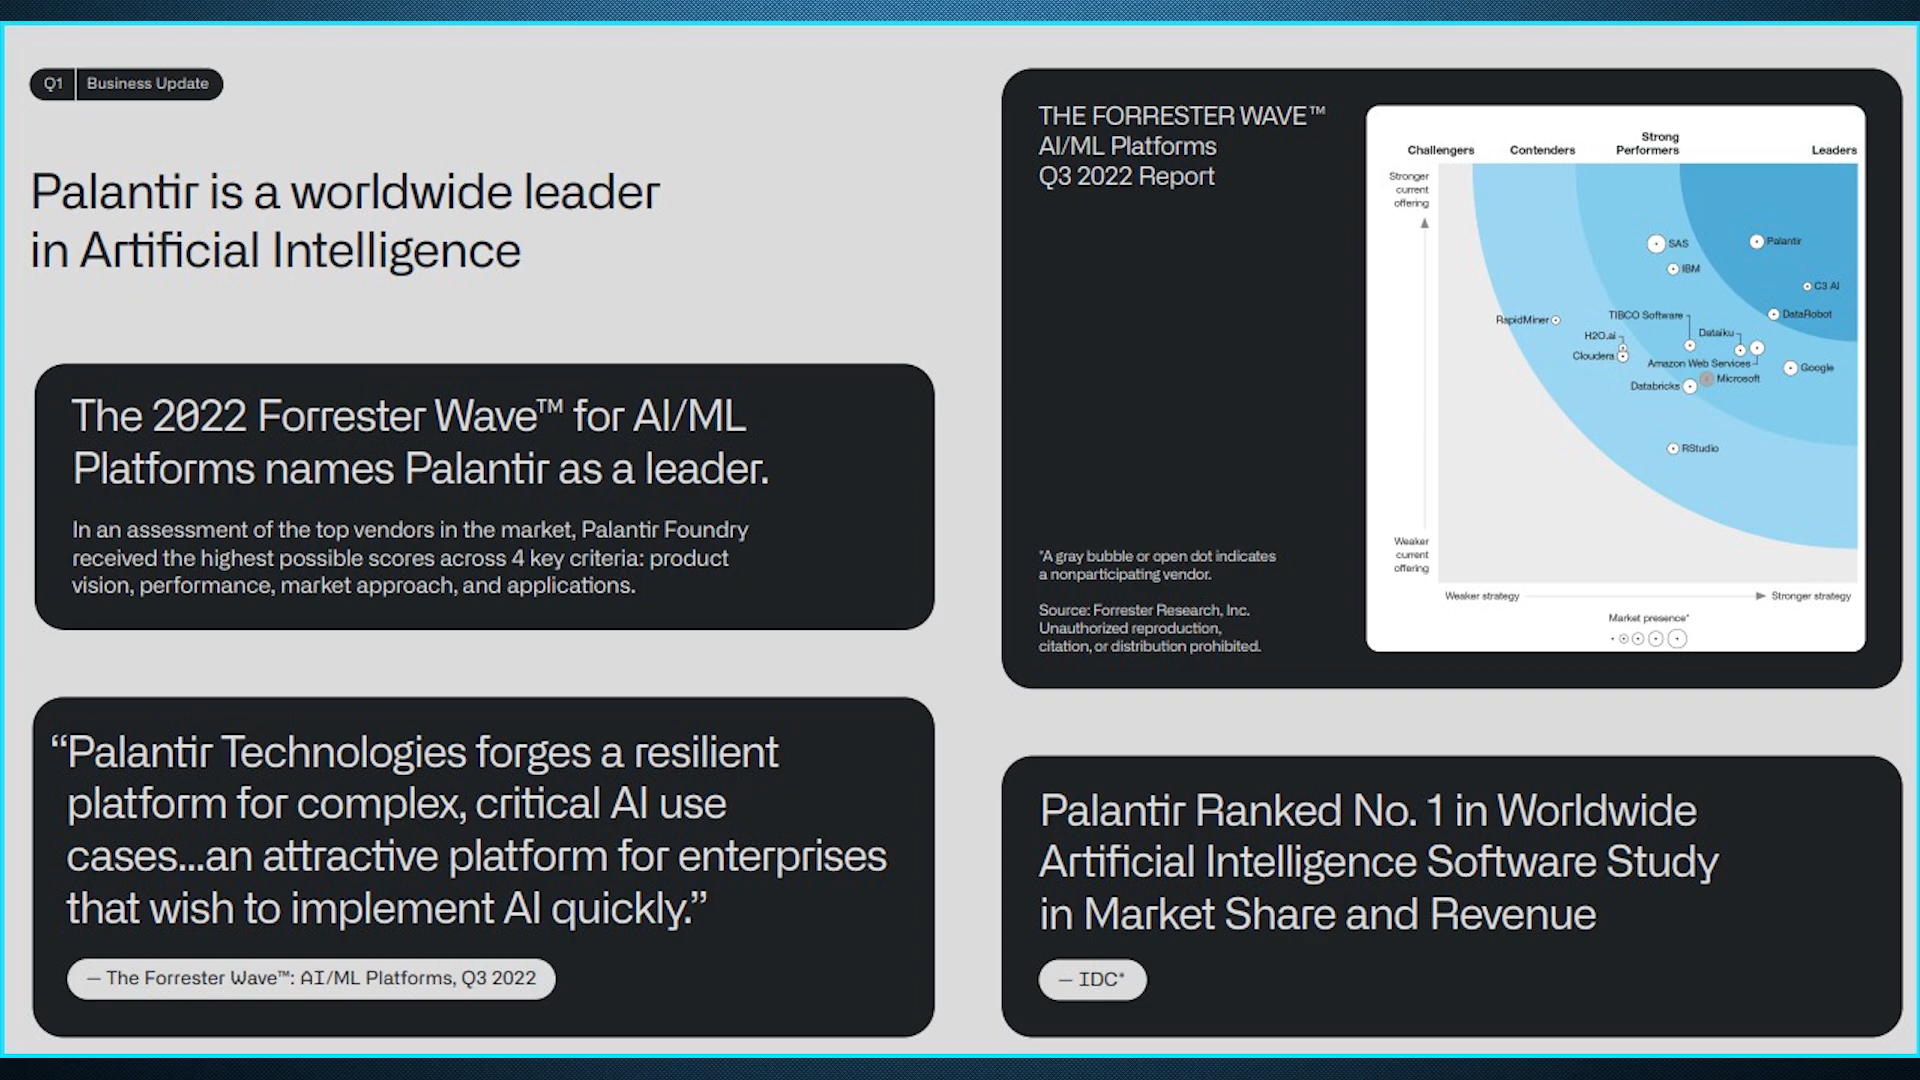 Q1 Business Update
Palantir is a worldwide leader
in Artificial Intelligence
The 2022 Forrester Wave™ for AI/ML
Platforms names Palantir as a leader.
In an assessment of the top vendors in the market, Palantir Foundry
received the highest possible scores across 4 key criteria: product
vision, performance, market approach, and applications.
“Palantir Technologies forges a resilient
platform for complex, critical AI use
cases...an attractive platform for enterprises
that wish to implement AI quickly.”
— The Forrester Wave™: AI/ML Platforms, Q3 2022
THE FORRESTER WAVE™
AI/ML Platforms
Q3 2022 Report
*A gray bubble or open dot indicates
a nonparticipating vendor.
Source: Forrester Research, Inc.
Unauthorized reproduction,
citation, or distribution prohibited.
Challengers
Contenders
Strong
Performers
Leaders
Stronger
current
offering
SAS
Palantir
IBM
C3 AI
RapidMiner
TIBCO Software
DataRobot
H2O.ai
Dataiku
Cloudera
Amazon Web Services
Google
Databricks
Microsoft
RStudio
Weaker
current
offering
Weaker strategy
Stronger strategy
Market presence*
Palantir Ranked No. 1 in Worldwide
Artificial Intelligence Software Study
in Market Share and Revenue
— IDC*